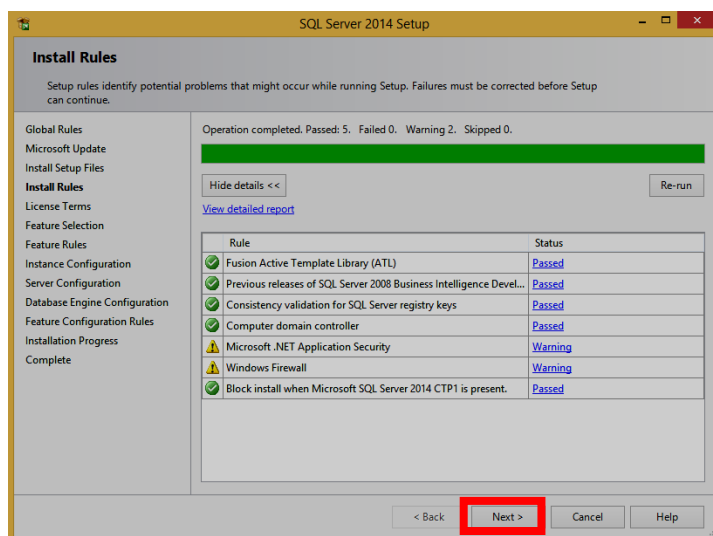 SQL Server 2014 Setup
Install Rules
Setup rules identify potential problems that might occur while running Setup. Failures must be corrected before Setup
can continue.
Global Rules
Microsoft Update
Install Setup Files
Install Rules
License Terms
Feature Selection
Feature Rules
Instance Configuration
Server Configuration
Database Engine Configuration
Feature Configuration Rules
Installation Progress
Complete
Operation completed. Passed: 5. Failed 0. Warning 2. Skipped 0.
Hide details << Re-run
View detailed report
Rule Status
Fusion Active Template Library (ATL) Passed
Previous releases of SQL Server 2008 Business Intelligence Devel... Passed
Consistency validation for SQL Server registry keys Passed
Computer domain controller Passed
Microsoft .NET Application Security Warning
Windows Firewall Warning
Block install when Microsoft SQL Server 2014 CTP1 is present. Passed
< Back Next > Cancel Help